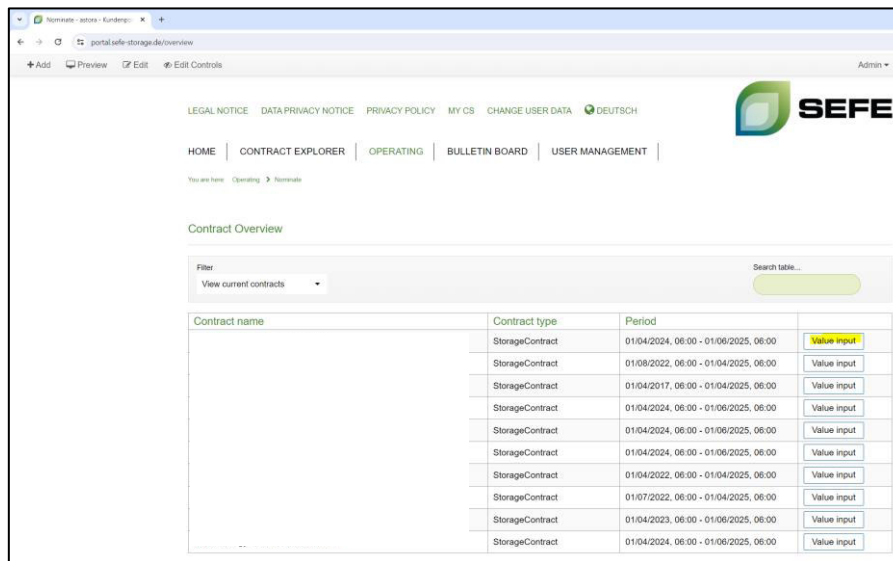 Nominate - astora - Kundenpo
portal.sefe-storage.de/overview
Add Preview Edit Edit Controls Admin
LEGAL NOTICE DATA PRIVACY NOTICE PRIVACY POLICY MY CS CHANGE USER DATA DEUTSCH
SEFE
HOME CONTRACT EXPLORER OPERATING BULLETIN BOARD USER MANAGEMENT
You are here: Operating > Nominate
Contract Overview
Filter Search table...
View current contracts
Contract name Contract type Period
StorageContract 01/04/2024, 06:00 - 01/06/2025, 06:00 Value input
StorageContract 01/08/2022, 06:00 - 01/04/2025, 06:00 Value input
StorageContract 01/04/2017, 06:00 - 01/04/2025, 06:00 Value input
StorageContract 01/04/2024, 06:00 - 01/06/2025, 06:00 Value input
StorageContract 01/04/2024, 06:00 - 01/06/2025, 06:00 Value input
StorageContract 01/04/2024, 06:00 - 01/06/2025, 06:00 Value input
StorageContract 01/04/2022, 06:00 - 01/04/2025, 06:00 Value input
StorageContract 01/07/2022, 06:00 - 01/04/2025, 06:00 Value input
StorageContract 01/04/2023, 06:00 - 01/06/2025, 06:00 Value input
StorageContract 01/04/2024, 06:00 - 01/06/2025, 06:00 Value input